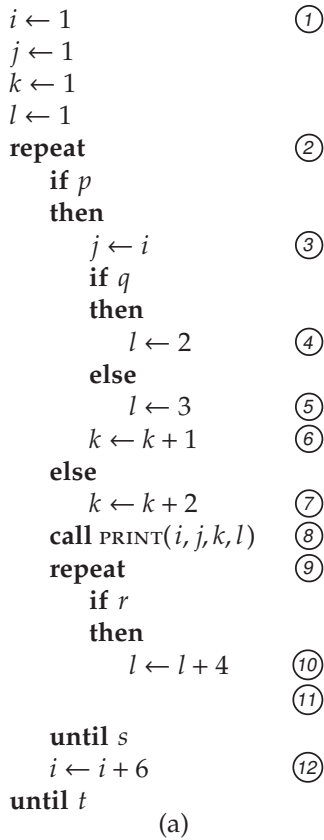 i ← 1 ①
j ← 1
k ← 1
l ← 1
repeat ②
if p
then
j ← i ③
if q
then
l ← 2 ④
else
l ← 3 ⑤
k ← k + 1 ⑥
else
k ← k + 2 ⑦
call PRINT(i, j, k, l) ⑧
repeat ⑨
if r
then
l ← l + 4 ⑩
⑪
until s
i ← i + 6 ⑫
until t
(a)